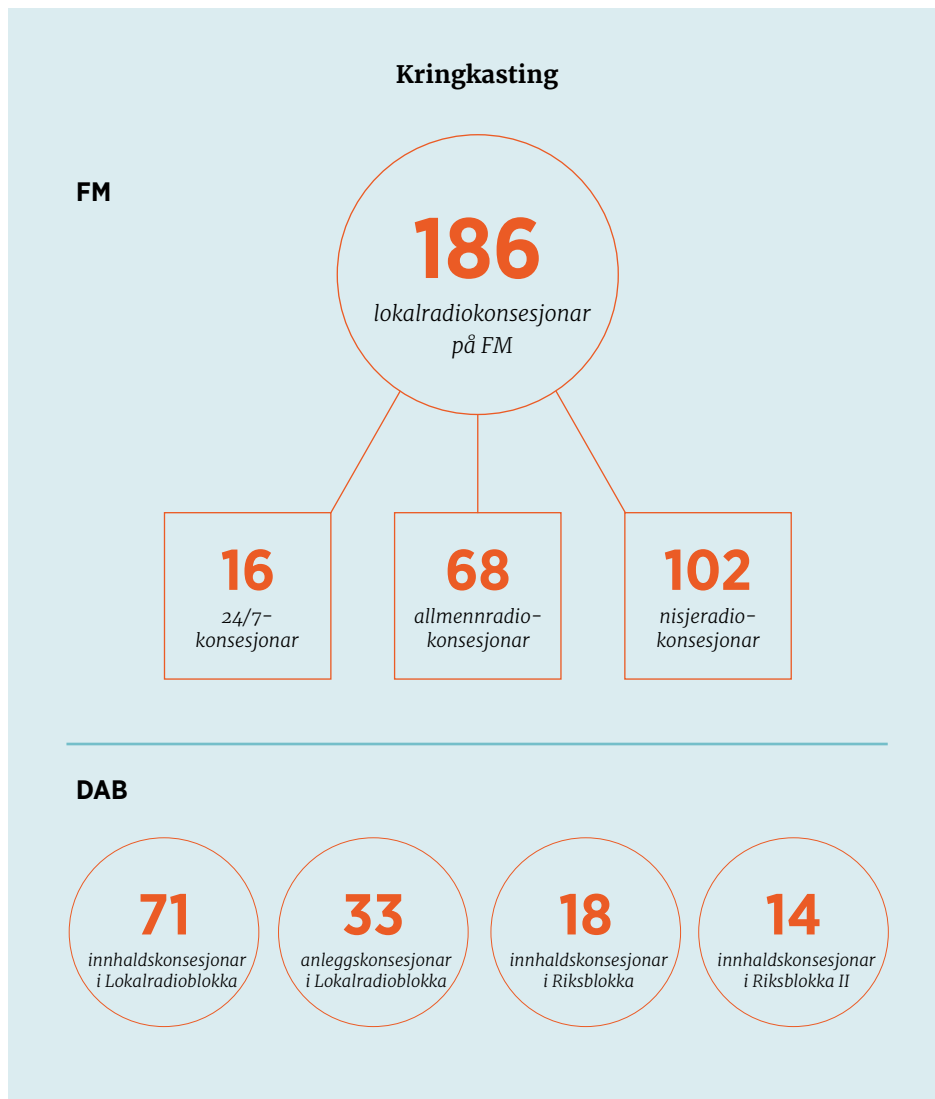 Kringkasting
FM
186
lokalradiokonsesjonar
på FM
16
24/7-
konsesjonar
68
allmennradio-
konsesjonar
102
nisjeradio-
konsesjonar
DAB
71
innhaldskonsesjonar
i Lokalradioblokka
33
anleggskonsesjonar
i Lokalradioblokka
18
innhaldskonsesjonar
i Riksblokka
14
innhaldskonsesjonar
i Riksblokka II